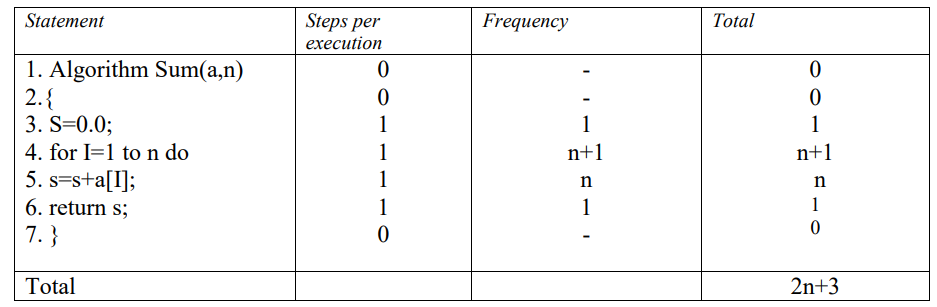 Statement Steps per execution Frequency Total
1. Algorithm Sum(a,n) 0 - 0
2.{ 0 - 0
3. S=0.0; 1 1 1
4. for I=1 to n do 1 n+1 n+1
5. s=s+a[I]; 1 n n
6. return s; 1 1 1
7. } 0 - 0
Total 2n+3